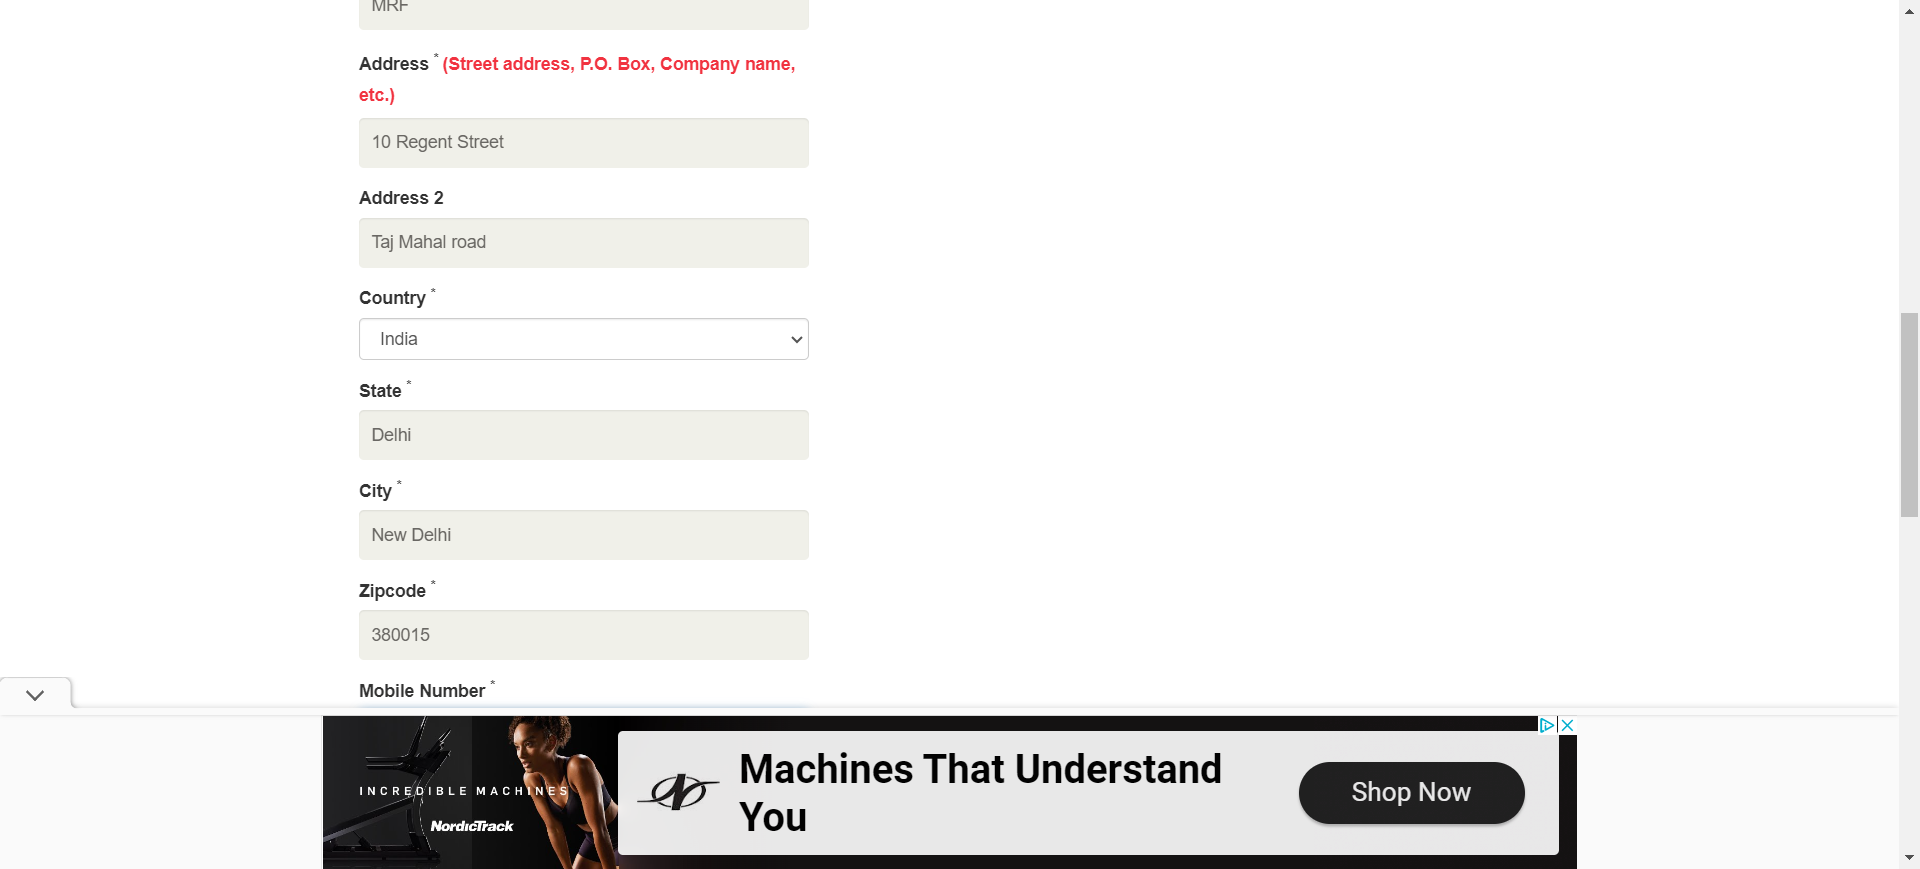 MRF
Address * (Street address, P.O. Box, Company name,
etc.)
10 Regent Street
Address 2
Taj Mahal road
Country *
India
State *
Delhi
City *
New Delhi
Zipcode *
380015
Mobile Number *
INCREDIBLE MACHINES
NordicTrack
Machines That Understand
You
Shop Now